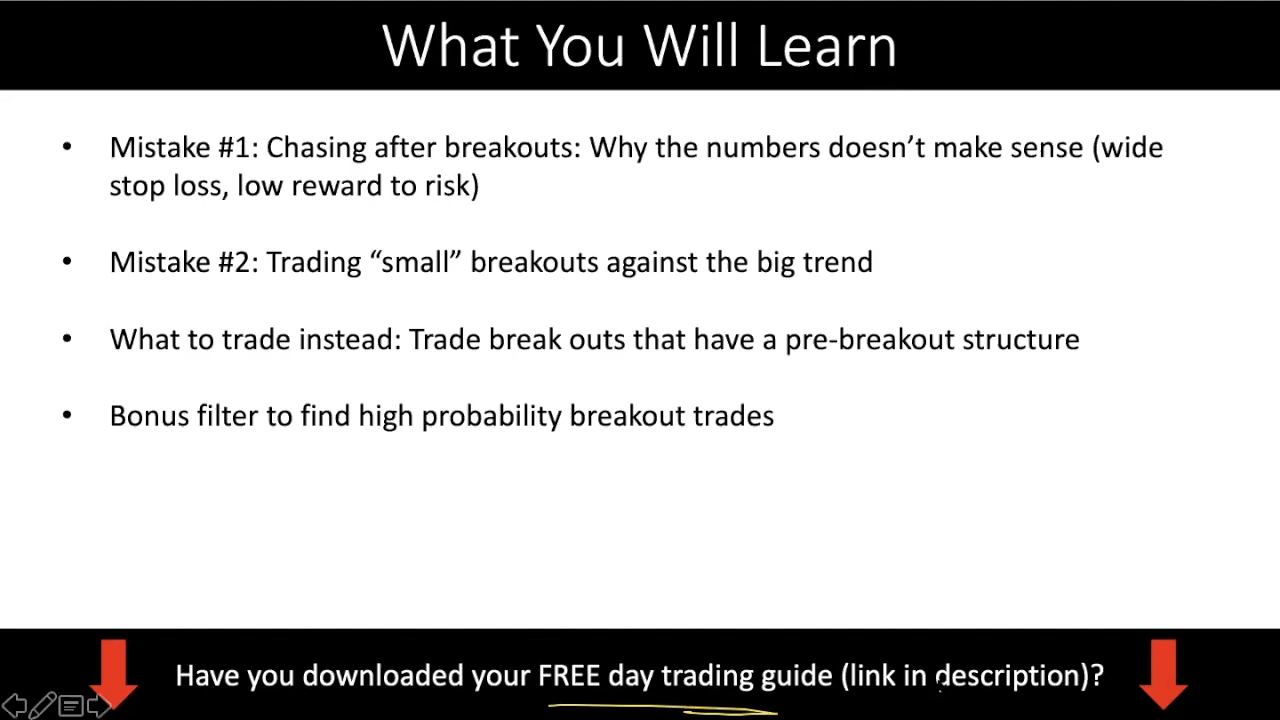 What You Will Learn
• Mistake #1: Chasing after breakouts: Why the numbers doesn’t make sense (wide
stop loss, low reward to risk)
• Mistake #2: Trading “small” breakouts against the big trend
• What to trade instead: Trade break outs that have a pre-breakout structure
• Bonus filter to find high probability breakout trades
Have you downloaded your FREE day trading guide (link in description)?